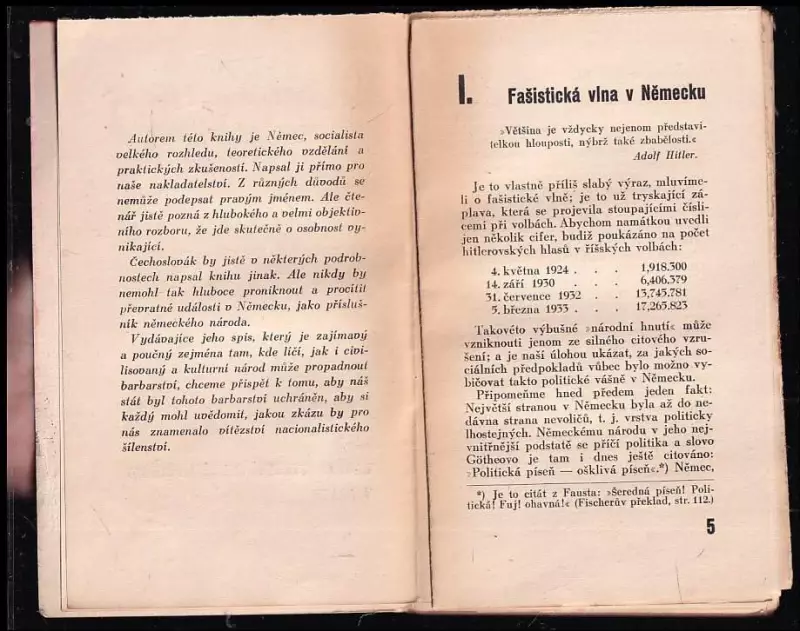 Autorem této knihy je Němec, socialista
velkého rozhledu, teoretického vzdělání a
praktických zkušeností. Napsal ji přímo pro
naše nakladatelství. Z různých důvodů se
nemůže podepsat pravým jménem. Ale čte-
nář jistě pozná z hlubokého a velmi objektiv-
ního rozboru, že jde skutečně o osobnost vy-
nikající.
Čechoslovák by jistě v některých podrob-
nostech napsal knihu jinak. Ale nikdy by
nemohl tak hluboce proniknout a procítit
převratné události v Německu, jako přísluš-
ník německého národa.
Vydávajíce jeho spis, který je zajímavý
a poučný zejména tam, kde líčí, jak i civi-
lisovaný a kulturní národ může propadnout
barbarství, chceme přispět k tomu, aby náš
stát byl tohoto barbarství uchráněn, aby si
každý mohl uvědomit, jakou zkázu by pro
nás znamenalo vítězství nacionalistického
šílenství.
I. Fašistická vlna v Německu
»Většina je vždycky nejenom představi-
telkou hlouposti, nýbrž také zbabělosti.«
Adolf Hitler.
Je to vlastně příliš slabý výraz, mluvíme-
li o fašistické vlně; je to už tryskající zá-
plava, která se projevila stoupajícími čísli-
cemi při volbách. Abychom namátkou uvedli
jen několik cifer, budiž poukázáno na počet
hitlerovských hlasů v říšských volbách:
4. května 1924 . . . 1,918.300
14. září 1930 . . . 6,406.379
31. července 1932 . . 13,745.781
5. března 1933 . . . 17,265.823
Takovéto výbušné »národní hnutí« může
vzniknouti jenom ze silného citového vzru-
šení; a je naší úlohou ukázat, za jakých so-
ciálních předpokladů vůbec bylo možno vy-
bičovat takto politické vášně v Německu.
Připomeňme hned předem jeden fakt:
Největší stranou v Německu byla až do ne-
dávna strana nevoličů, t. j. vrstva politicky
lhostejných. Německému národu v jeho nej-
vnitřnější podstatě se příčí politika a slovo
Götheovo je tam i dnes ještě citováno:
»Politická píseň — ošklivá píseň«.*) Němec,
*) Je to citát z Fausta: »Šeredná píseň! Poli-
tická! Fuj! ohavná!« (Fischerův překlad, str. 112.)
5